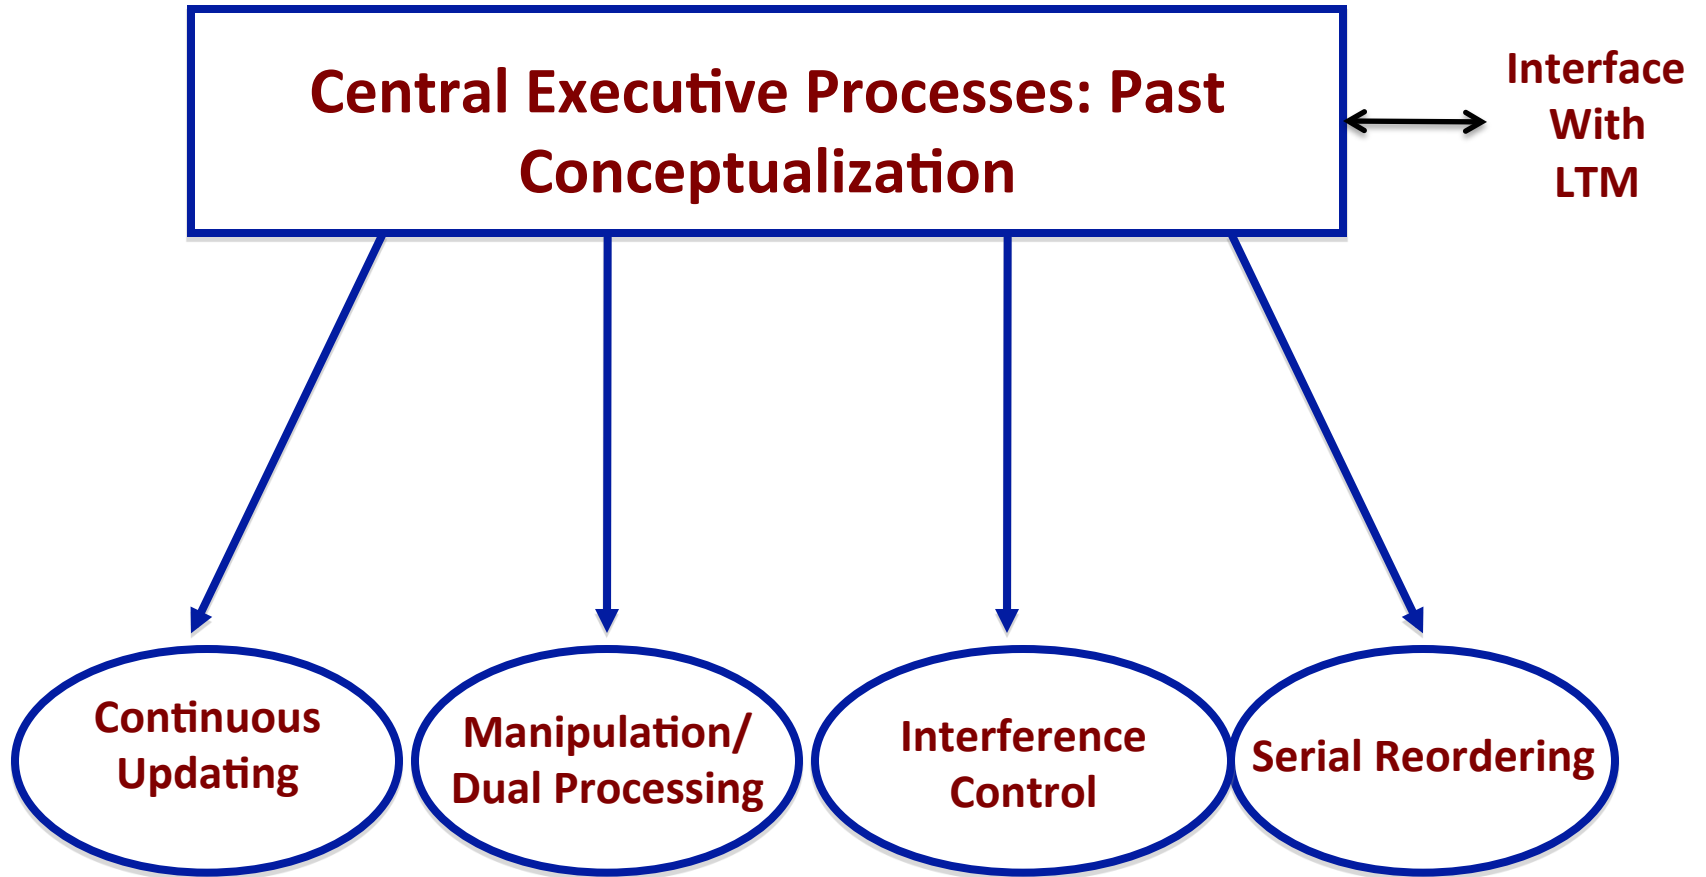 Central Executive Processes: Past
Conceptualization
Interface
With
LTM
Continuous
Updating
Manipulation/
Dual Processing
Interference
Control
Serial Reordering